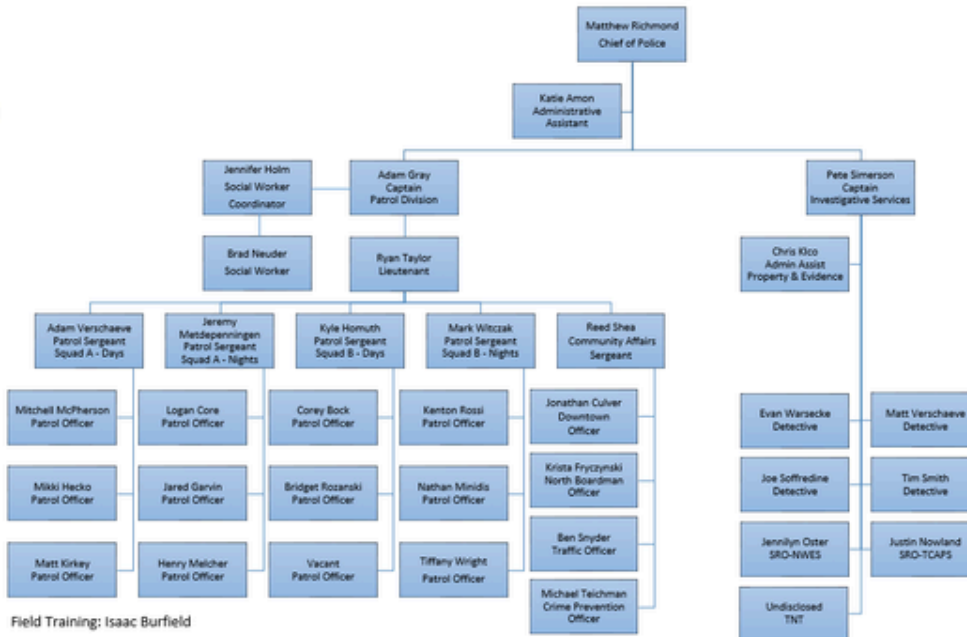 Matthew Richmond
Chief of Police
Katie Amon
Administrative
Assistant
Jennifer Holm
Social Worker
Coordinator
Adam Gray
Captain
Patrol Division
Pete Simerson
Captain
Investigative Services
Brad Neuder
Social Worker
Ryan Taylor
Lieutenant
Chris Klco
Admin Assist
Property & Evidence
Adam Verschaeve
Patrol Sergeant
Squad A - Days
Jeremy
Metdepenningen
Patrol Sergeant
Squad A - Nights
Kyle Homuth
Patrol Sergeant
Squad B - Days
Mark Witczak
Patrol Sergeant
Squad B - Nights
Reed Shea
Community Affairs
Sergeant
Mitchell McPherson
Patrol Officer
Logan Core
Patrol Officer
Corey Bock
Patrol Officer
Kenton Rossi
Patrol Officer
Jonathan Culver
Downtown
Officer
Evan Warsecke
Detective
Matt Verschaeve
Detective
Mikki Hecko
Patrol Officer
Jared Garvin
Patrol Officer
Bridget Rozanski
Patrol Officer
Nathan Minidis
Patrol Officer
Krista Fryczynski
North Boardman
Officer
Joe Soffredine
Detective
Tim Smith
Detective
Matt Kirkey
Patrol Officer
Henry Melcher
Patrol Officer
Vacant
Patrol Officer
Tiffany Wright
Patrol Officer
Ben Snyder
Traffic Officer
Jennilyn Oster
SRO-NWES
Justin Nowland
SRO-TCAPS
Michael Teichman
Crime Prevention
Officer
Undisclosed
TNT
Field Training: Isaac Burfield